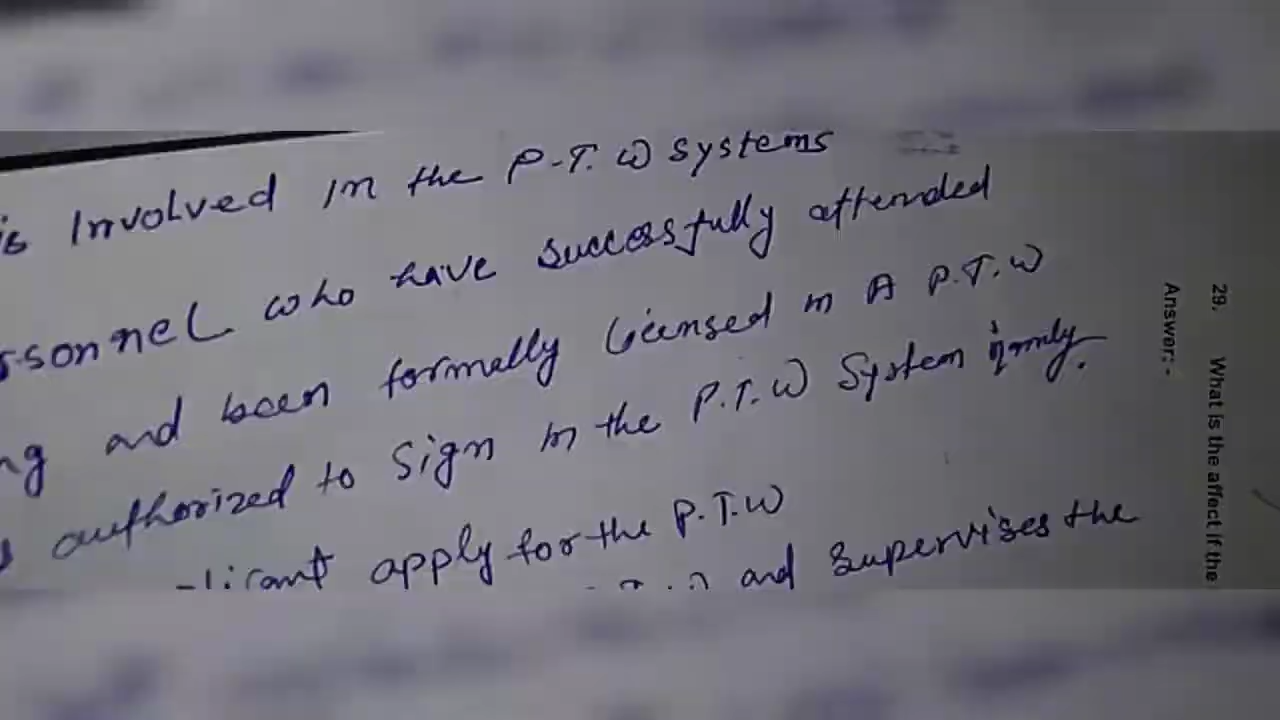 is Involved in the P.T.W systems
sonnel who have successfully attended
ng and been formally licensed in A P.T.W
authorized to Sign in the P.T.W System
licant apply for the P.T.W
and Supervises the
29. What is the affect if the
Answer:-